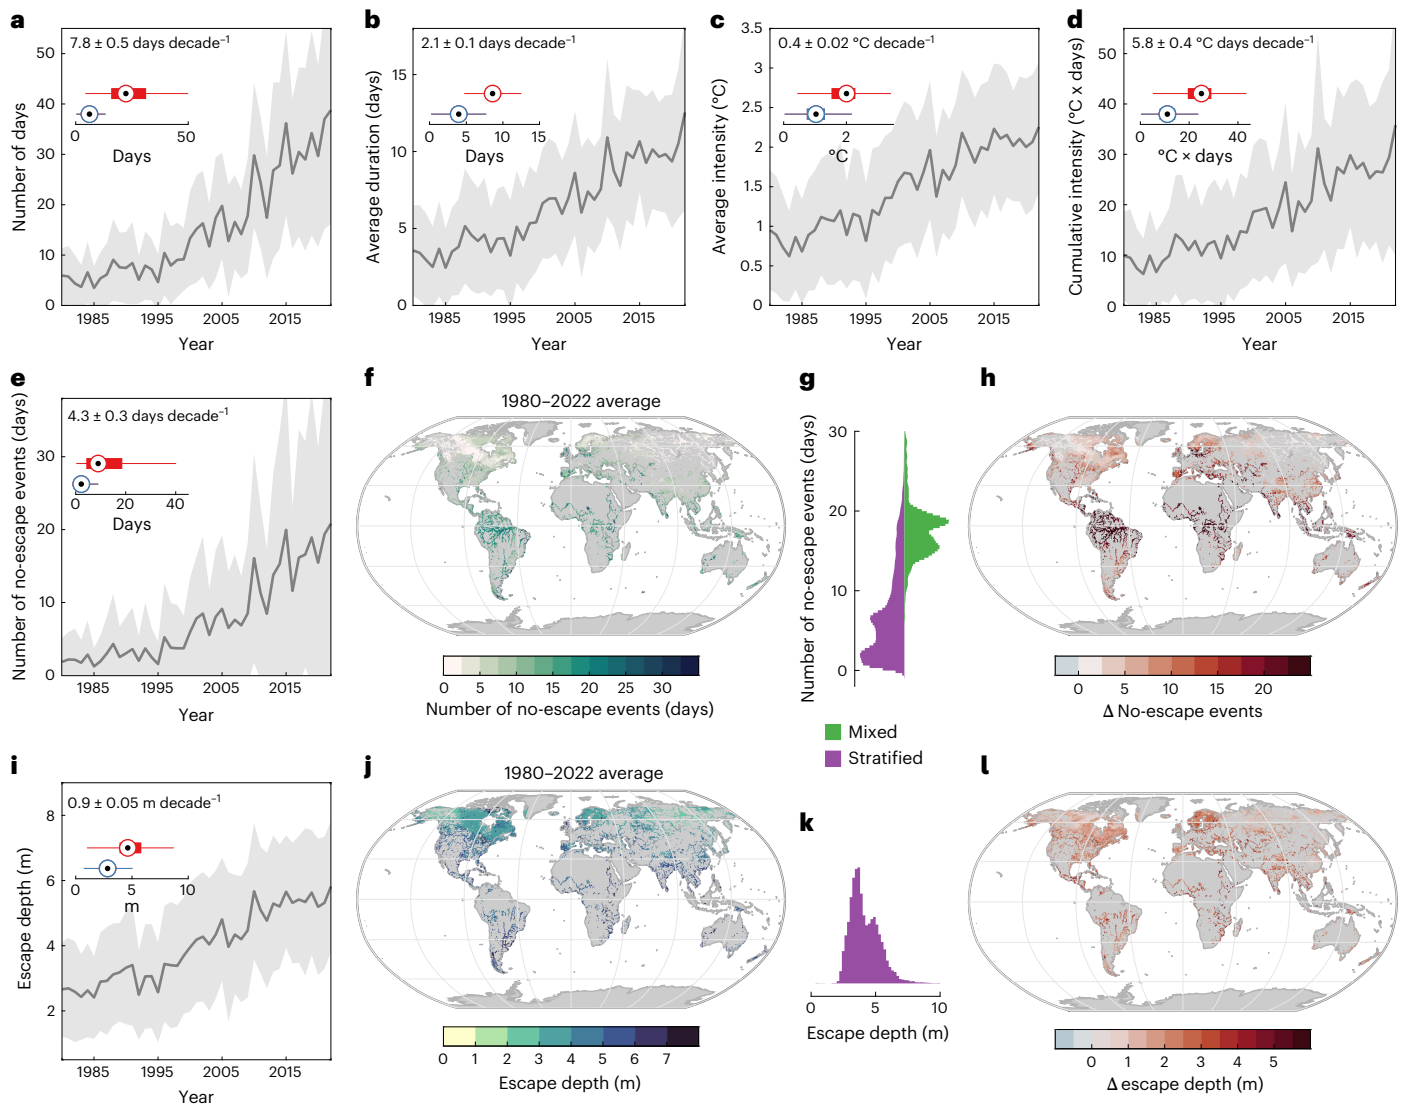 a
7.8 ± 0.5 days decade⁻¹
Number of days
50
40
30
20
10
0
0 50
Days
1985 1995 2005 2015
Year
b
2.1 ± 0.1 days decade⁻¹
Average duration (days)
15
10
5
0
0 5 10 15
Days
1985 1995 2005 2015
Year
c
0.4 ± 0.02 °C decade⁻¹
Average intensity (°C)
3.5
3.0
2.5
2.0
1.5
1
0.5
0
0 2
°C
1985 1995 2005 2015
Year
d
5.8 ± 0.4 °C days decade⁻¹
Cumulative intensity (°C x days)
50
40
30
20
10
0
0 20 40
°C × days
1985 1995 2005 2015
Year
e
4.3 ± 0.3 days decade⁻¹
Number of no-escape events (days)
30
20
10
0
0 20 40
Days
1985 1995 2005 2015
Year
f
1980–2022 average
0 5 10 15 20 25 30
Number of no-escape events (days)
g
Number of no-escape events (days)
30
20
10
0
Mixed
Stratified
h
0 5 10 15 20
Δ No-escape events
i
0.9 ± 0.05 m decade⁻¹
Escape depth (m)
8
6
4
2
0 5 10
m
1985 1995 2005 2015
Year
j
1980–2022 average
0 1 2 3 4 5 6 7
Escape depth (m)
k
0 5 10
Escape depth (m)
l
0 1 2 3 4 5
Δ escape depth (m)